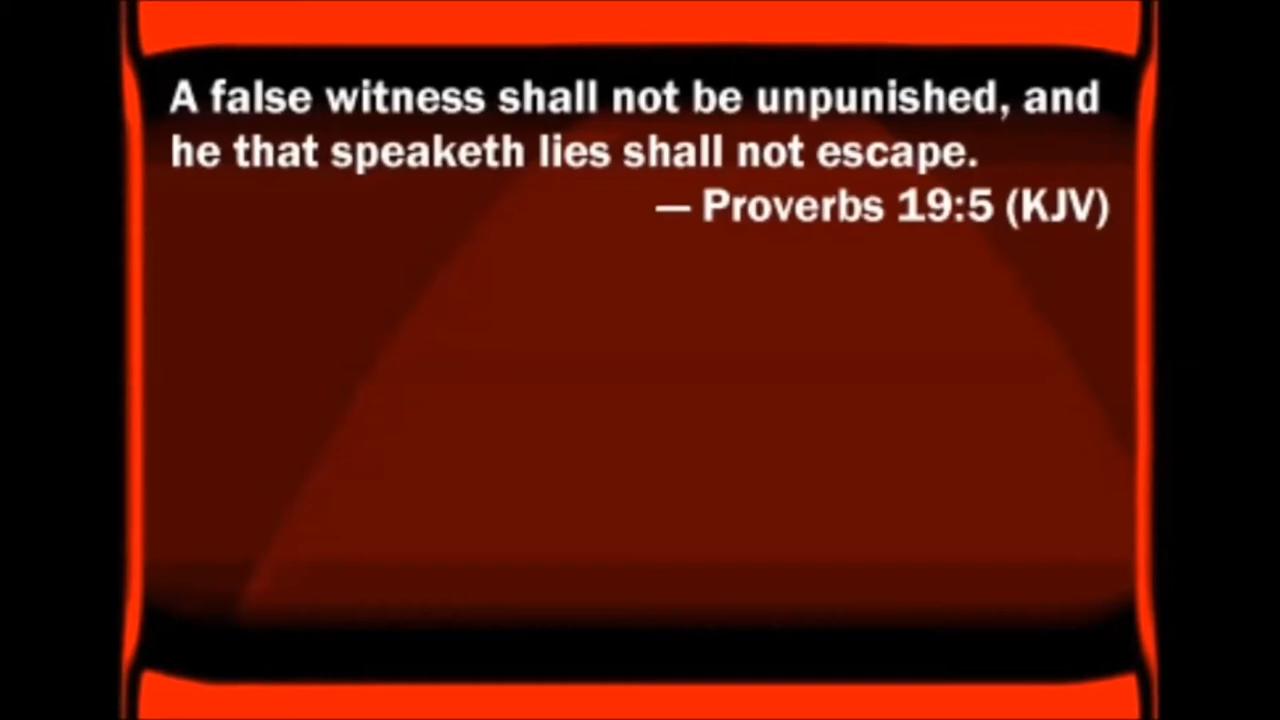 A false witness shall not be unpunished, and
he that speaketh lies shall not escape.
— Proverbs 19:5 (KJV)